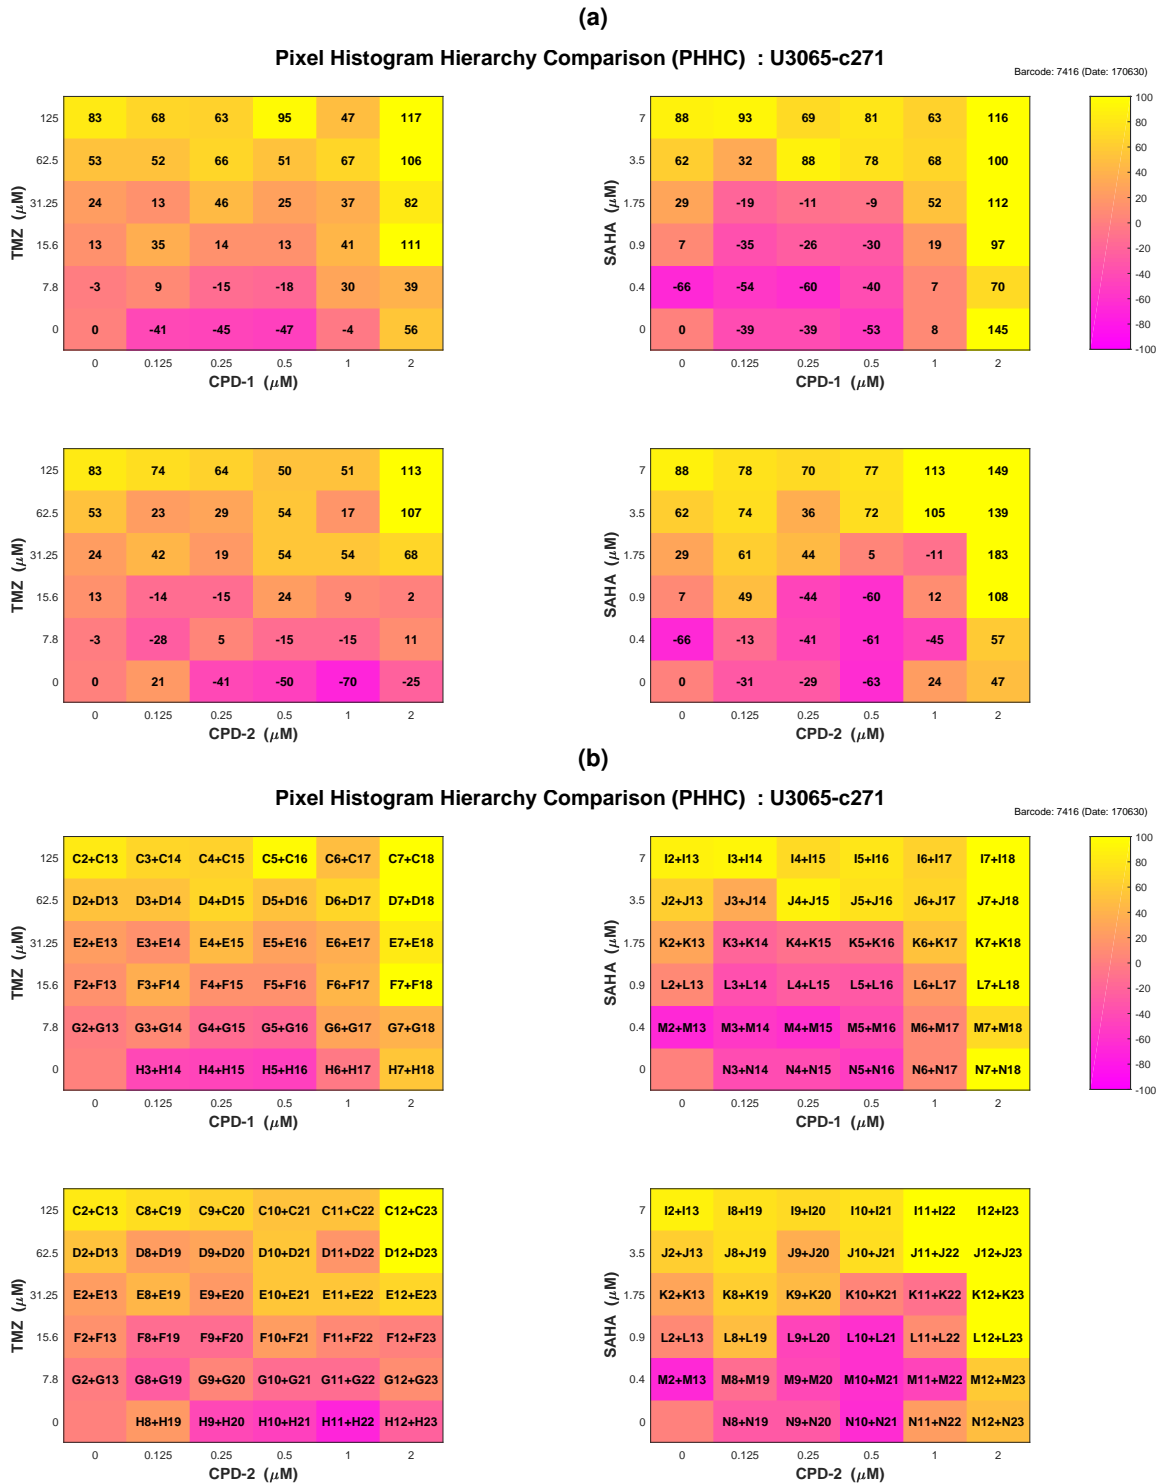 (a)
Pixel Histogram Hierarchy Comparison (PHHC) : U3065-c271
Barcode: 7416 (Date: 170630)
TMZ (μM)
125 83 68 63 95 47 117
62.5 53 52 66 51 67 106
31.25 24 13 46 25 37 82
15.6 13 35 14 13 41 111
7.8 -3 9 -15 -18 30 39
0 0 -41 -45 -47 -4 56
0 0.125 0.25 0.5 1 2
CPD-1 (μM)
SAHA (μM)
7 88 93 69 81 63 116
3.5 62 32 88 78 68 100
1.75 29 -19 -11 -9 52 112
0.9 7 -35 -26 -30 19 97
0.4 -66 -54 -60 -40 7 70
0 0 -39 -39 -53 8 145
0 0.125 0.25 0.5 1 2
CPD-1 (μM)
100
80
60
40
20
0
-20
-40
-60
-80
-100
TMZ (μM)
125 83 74 64 50 51 113
62.5 53 23 29 54 17 107
31.25 24 42 19 54 54 68
15.6 13 -14 -15 24 9 2
7.8 -3 -28 5 -15 -15 11
0 0 21 -41 -50 -70 -25
0 0.125 0.25 0.5 1 2
CPD-2 (μM)
SAHA (μM)
7 88 78 70 77 113 149
3.5 62 74 36 72 105 139
1.75 29 61 44 5 -11 183
0.9 7 49 -44 -60 12 108
0.4 -66 -13 -41 -61 -45 57
0 0 -31 -29 -63 24 47
0 0.125 0.25 0.5 1 2
CPD-2 (μM)
(b)
Pixel Histogram Hierarchy Comparison (PHHC) : U3065-c271
Barcode: 7416 (Date: 170630)
TMZ (μM)
125 C2+C13 C3+C14 C4+C15 C5+C16 C6+C17 C7+C18
62.5 D2+D13 D3+D14 D4+D15 D5+D16 D6+D17 D7+D18
31.25 E2+E13 E3+E14 E4+E15 E5+E16 E6+E17 E7+E18
15.6 F2+F13 F3+F14 F4+F15 F5+F16 F6+F17 F7+F18
7.8 G2+G13 G3+G14 G4+G15 G5+G16 G6+G17 G7+G18
0 H3+H14 H4+H15 H5+H16 H6+H17 H7+H18
0 0.125 0.25 0.5 1 2
CPD-1 (μM)
SAHA (μM)
7 I2+I13 I3+I14 I4+I15 I5+I16 I6+I17 I7+I18
3.5 J2+J13 J3+J14 J4+J15 J5+J16 J6+J17 J7+J18
1.75 K2+K13 K3+K14 K4+K15 K5+K16 K6+K17 K7+K18
0.9 L2+L13 L3+L14 L4+L15 L5+L16 L6+L17 L7+L18
0.4 M2+M13 M3+M14 M4+M15 M5+M16 M6+M17 M7+M18
0 N3+N14 N4+N15 N5+N16 N6+N17 N7+N18
0 0.125 0.25 0.5 1 2
CPD-1 (μM)
100
80
60
40
20
0
-20
-40
-60
-80
-100
TMZ (μM)
125 C2+C13 C8+C19 C9+C20 C10+C21 C11+C22 C12+C23
62.5 D2+D13 D8+D19 D9+D20 D10+D21 D11+D22 D12+D23
31.25 E2+E13 E8+E19 E9+E20 E10+E21 E11+E22 E12+E23
15.6 F2+F13 F8+F19 F9+F20 F10+F21 F11+F22 F12+F23
7.8 G2+G13 G8+G19 G9+G20 G10+G21 G11+G22 G12+G23
0 H8+H19 H9+H20 H10+H21 H11+H22 H12+H23
0 0.125 0.25 0.5 1 2
CPD-2 (μM)
SAHA (μM)
7 I2+I13 I8+I19 I9+I20 I10+I21 I11+I22 I12+I23
3.5 J2+J13 J8+J19 J9+J20 J10+J21 J11+J22 J12+J23
1.75 K2+K13 K8+K19 K9+K20 K10+K21 K11+K22 K12+K23
0.9 L2+L13 L8+L19 L9+L20 L10+L21 L11+L22 L12+L23
0.4 M2+M13 M8+M19 M9+M20 M10+M21 M11+M22 M12+M23
0 N8+N19 N9+N20 N10+N21 N11+N22 N12+N23
0 0.125 0.25 0.5 1 2
CPD-2 (μM)